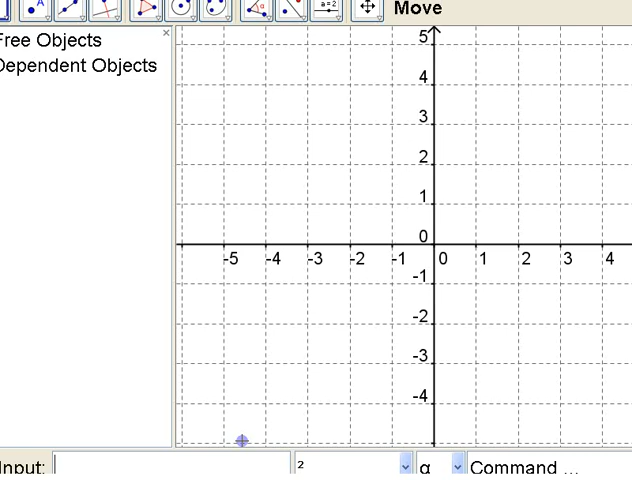 A α a=2 Move
Free Objects
Dependent Objects
5
4
3
2
1
0
-5 -4 -3 -2 -1 0 1 2 3 4
-1
-2
-3
-4
Input: ² α Command ...